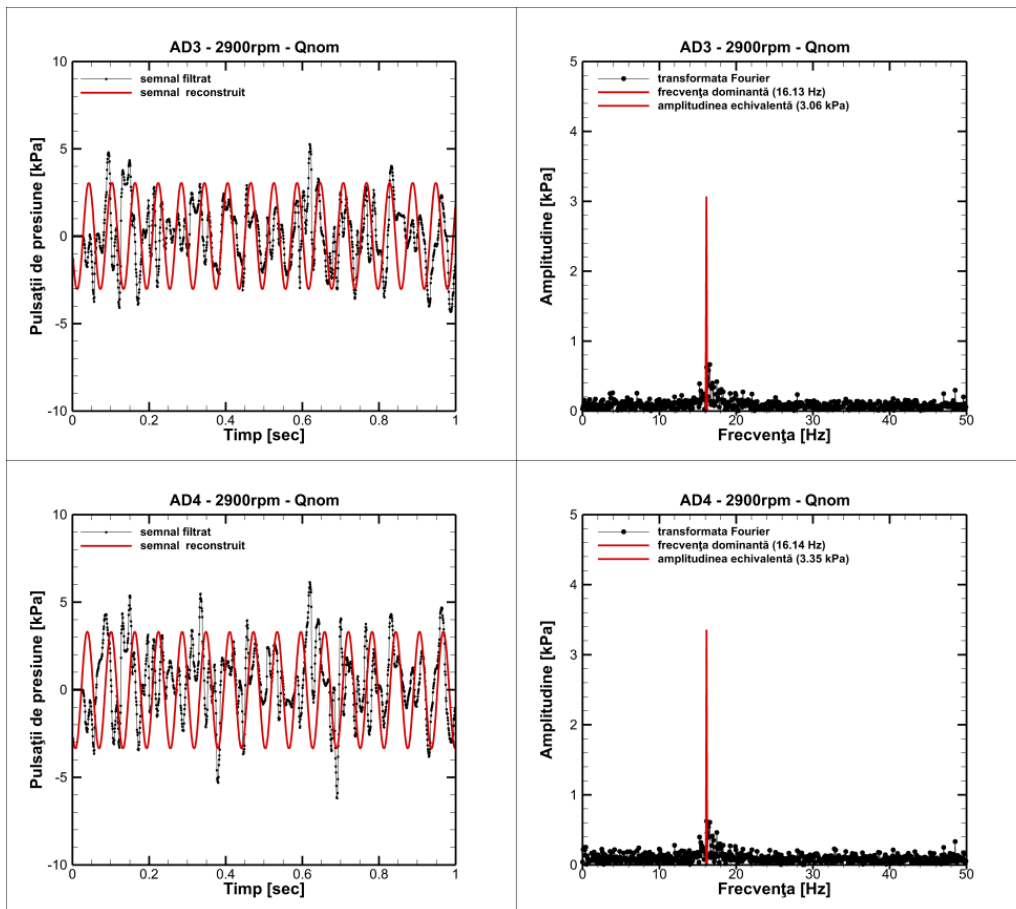 AD3 - 2900rpm - Qnom
10
semnal filtrat
semnal reconstruit
5
0
-5
-10
Pulsaţii de presiune [kPa]
0 0.2 0.4 0.6 0.8 1
Timp [sec]
AD3 - 2900rpm - Qnom
5
transformata Fourier
frecvenţa dominantă (16.13 Hz)
amplitudinea echivalentă (3.06 kPa)
4
3
2
1
0
Amplitudine [kPa]
0 10 20 30 40 50
Frecvenţa [Hz]
AD4 - 2900rpm - Qnom
10
semnal filtrat
semnal reconstruit
5
0
-5
-10
Pulsaţii de presiune [kPa]
0 0.2 0.4 0.6 0.8 1
Timp [sec]
AD4 - 2900rpm - Qnom
5
transformata Fourier
frecvenţa dominantă (16.14 Hz)
amplitudinea echivalentă (3.35 kPa)
4
3
2
1
0
Amplitudine [kPa]
0 10 20 30 40 50
Frecvenţa [Hz]